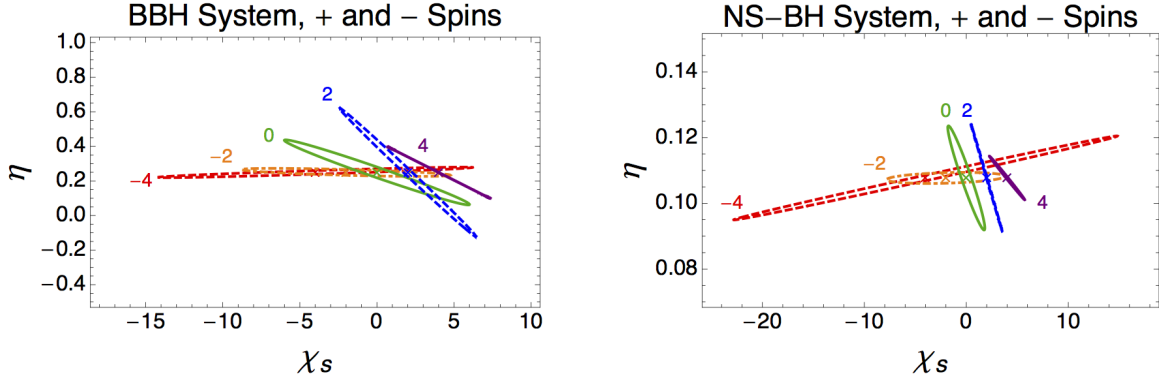 BBH System, + and − Spins
1.0
0.8
0.6
0.4
0.2
0.0
−0.2
−0.4
η
2
0
4
−2
−4
−15 −10 −5 0 5 10
χs
NS−BH System, + and − Spins
0.14
0.12
0.10
0.08
η
0 2
−2
−4
4
−20 −10 0 10
χs